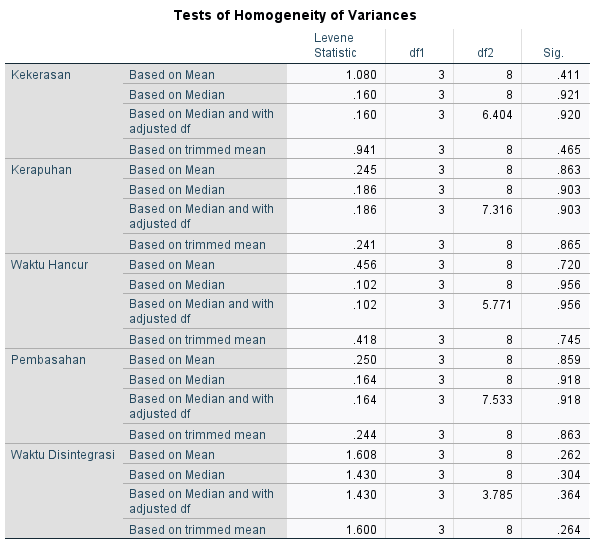 Tests of Homogeneity of Variances
Levene
Statistic df1 df2 Sig.
Kekerasan Based on Mean 1.080 3 8 .411
Based on Median .160 3 8 .921
Based on Median and with
adjusted df .160 3 6.404 .920
Based on trimmed mean .941 3 8 .465
Kerapuhan Based on Mean .245 3 8 .863
Based on Median .186 3 8 .903
Based on Median and with
adjusted df .186 3 7.316 .903
Based on trimmed mean .241 3 8 .865
Waktu Hancur Based on Mean .456 3 8 .720
Based on Median .102 3 8 .956
Based on Median and with
adjusted df .102 3 5.771 .956
Based on trimmed mean .418 3 8 .745
Pembasahan Based on Mean .250 3 8 .859
Based on Median .164 3 8 .918
Based on Median and with
adjusted df .164 3 7.533 .918
Based on trimmed mean .244 3 8 .863
Waktu Disintegrasi Based on Mean 1.608 3 8 .262
Based on Median 1.430 3 8 .304
Based on Median and with
adjusted df 1.430 3 3.785 .364
Based on trimmed mean 1.600 3 8 .264